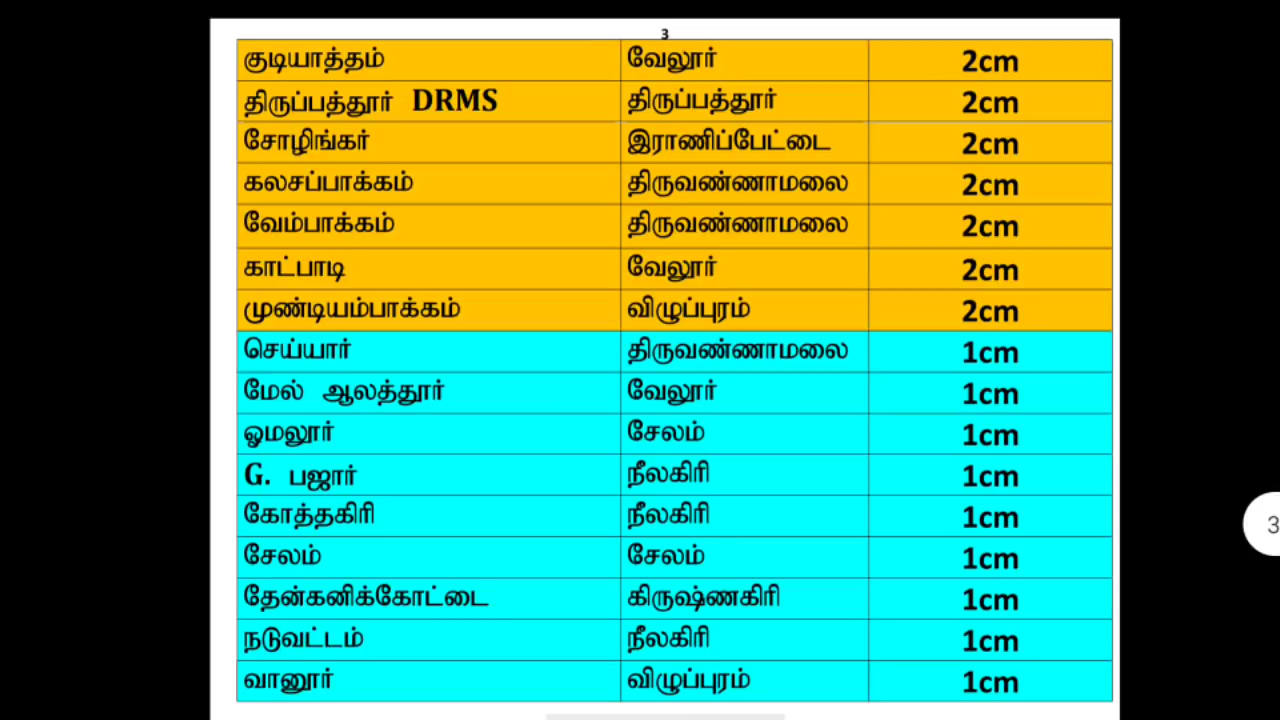 3
குடியாத்தம் வேலூர் 2cm
திருப்பத்தூர் DRMS திருப்பத்தூர் 2cm
சோழிங்கர் இராணிப்பேட்டை 2cm
கலசப்பாக்கம் திருவண்ணாமலை 2cm
வேம்பாக்கம் திருவண்ணாமலை 2cm
காட்பாடி வேலூர் 2cm
முண்டியம்பாக்கம் விழுப்புரம் 2cm
செய்யார் திருவண்ணாமலை 1cm
மேல் ஆலத்தூர் வேலூர் 1cm
ஓமலூர் சேலம் 1cm
G. பஜார் நீலகிரி 1cm
கோத்தகிரி நீலகிரி 1cm
3
சேலம் சேலம் 1cm
தேன்கனிக்கோட்டை கிருஷ்ணகிரி 1cm
நடுவட்டம் நீலகிரி 1cm
வானூர் விழுப்புரம் 1cm